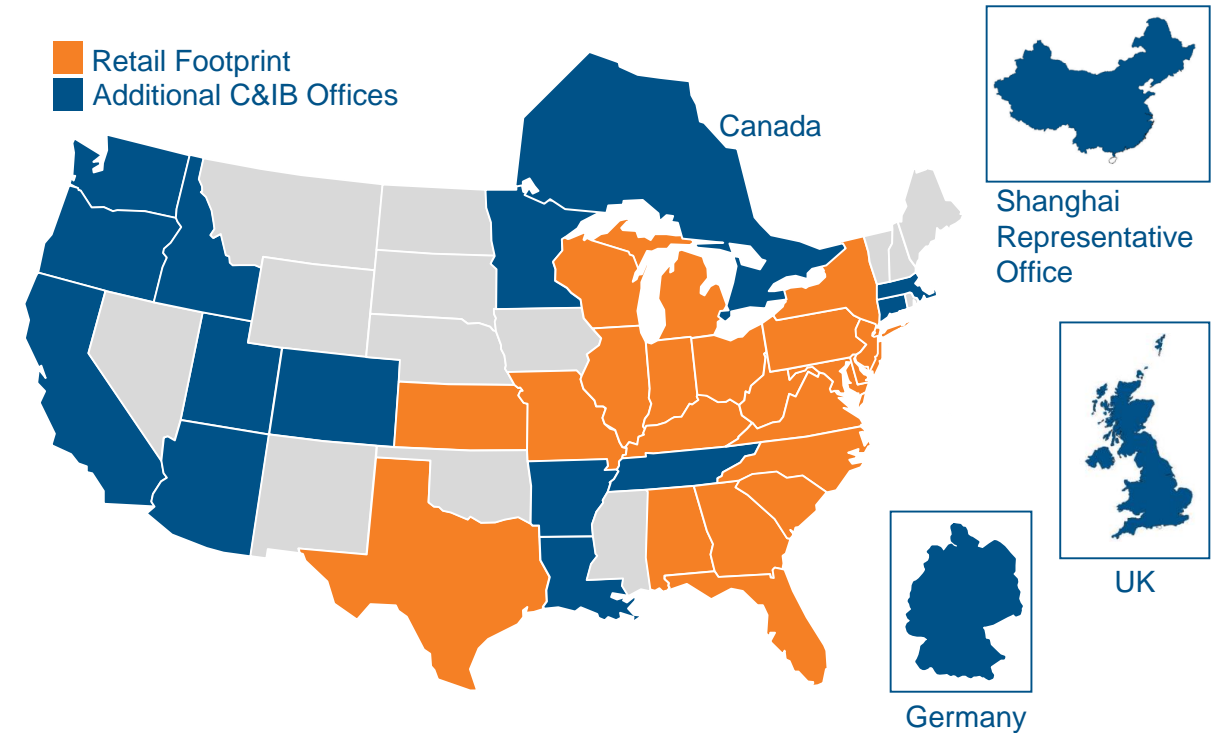 Retail Footprint
Additional C&IB Offices
Canada
Shanghai
Representative
Office
UK
Germany